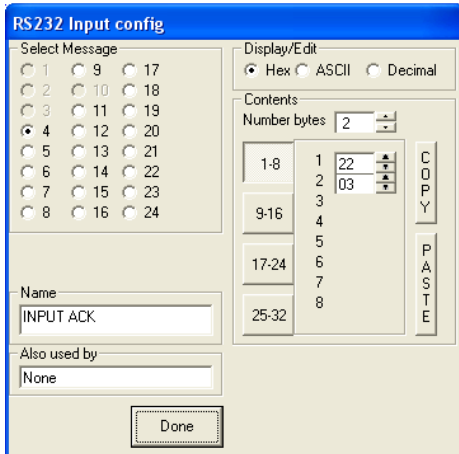 RS232 Input config
Select Message
1 9 17
2 10 18
3 11 19
4 12 20
5 13 21
6 14 22
7 15 23
8 16 24
Name
INPUT ACK
Also used by
None
Done
Display/Edit
Hex ASCII Decimal
Contents
Number bytes 2
1-8
9-16
17-24
25-32
1 22
2 03
3
4
5
6
7
8
COPY
PASTE